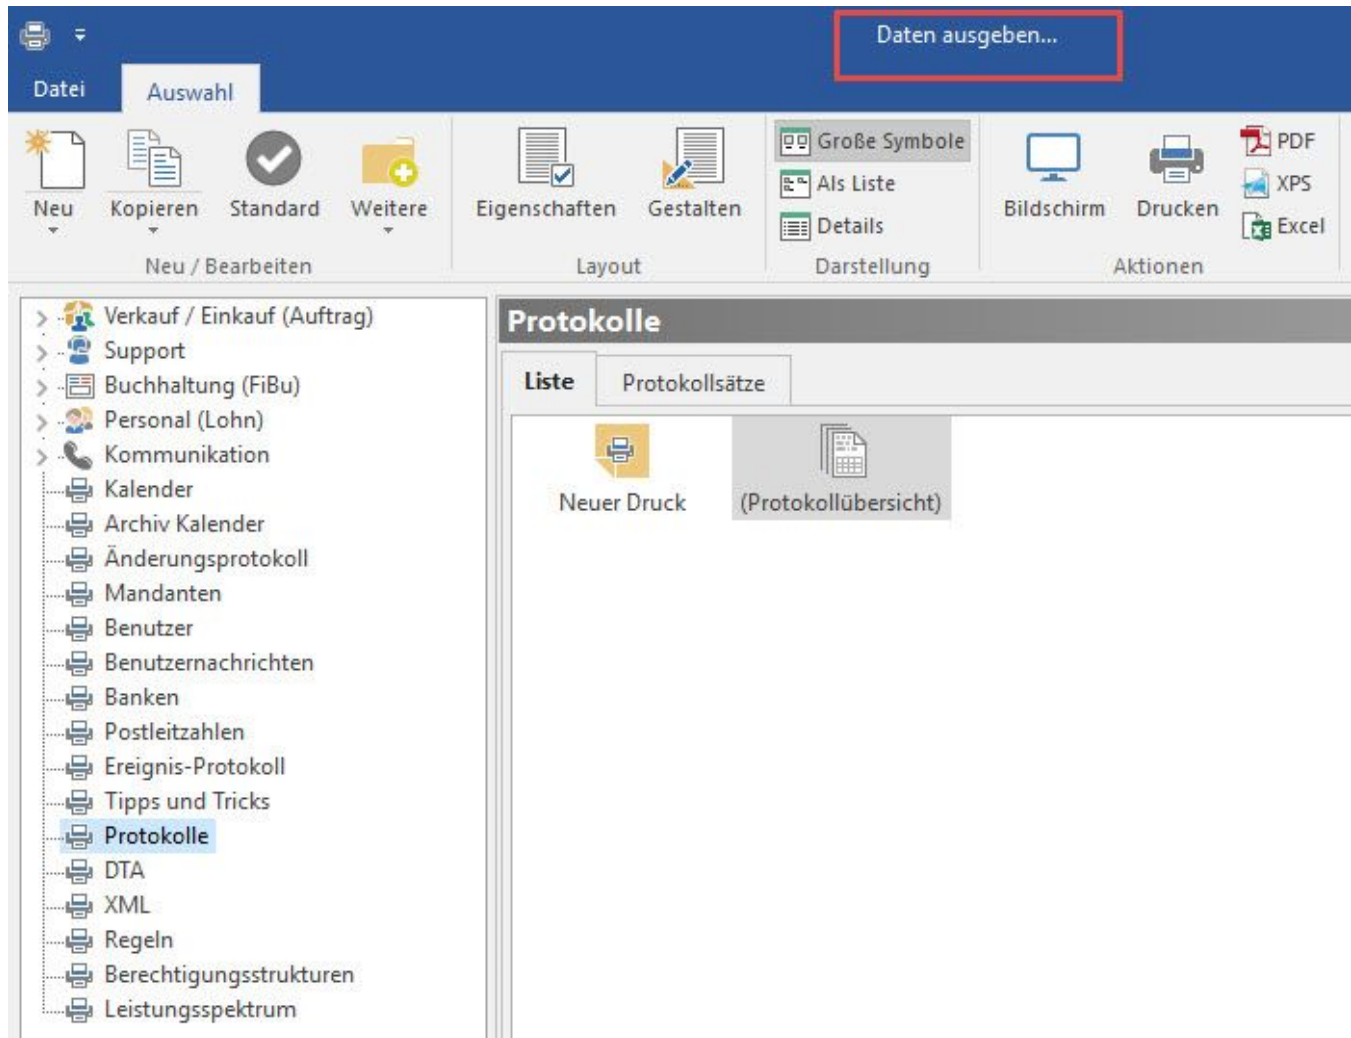 Daten ausgeben...
Datei Auswahl
Neu Kopieren Standard Weitere
Neu / Bearbeiten
Eigenschaften Gestalten
Layout
Große Symbole
Als Liste
Details
Darstellung
Bildschirm Drucken
PDF
XPS
Excel
Aktionen
Verkauf / Einkauf (Auftrag)
Support
Buchhaltung (FiBu)
Personal (Lohn)
Kommunikation
Kalender
Archiv Kalender
Änderungsprotokoll
Mandanten
Benutzer
Benutzernachrichten
Banken
Postleitzahlen
Ereignis-Protokoll
Tipps und Tricks
Protokolle
DTA
XML
Regeln
Berechtigungsstrukturen
Leistungsspektrum
Protokolle
Liste Protokollsätze
Neuer Druck (Protokollübersicht)